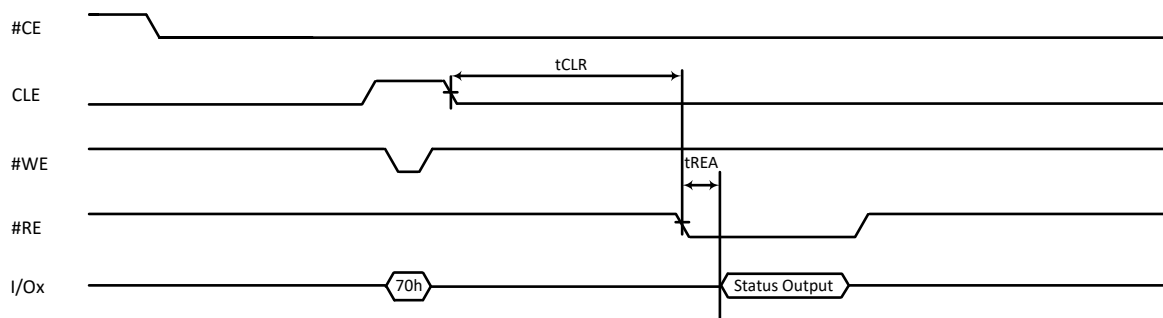 #CE
tCLR
CLE
#WE
tREA
#RE
I/Ox
70h
Status Output